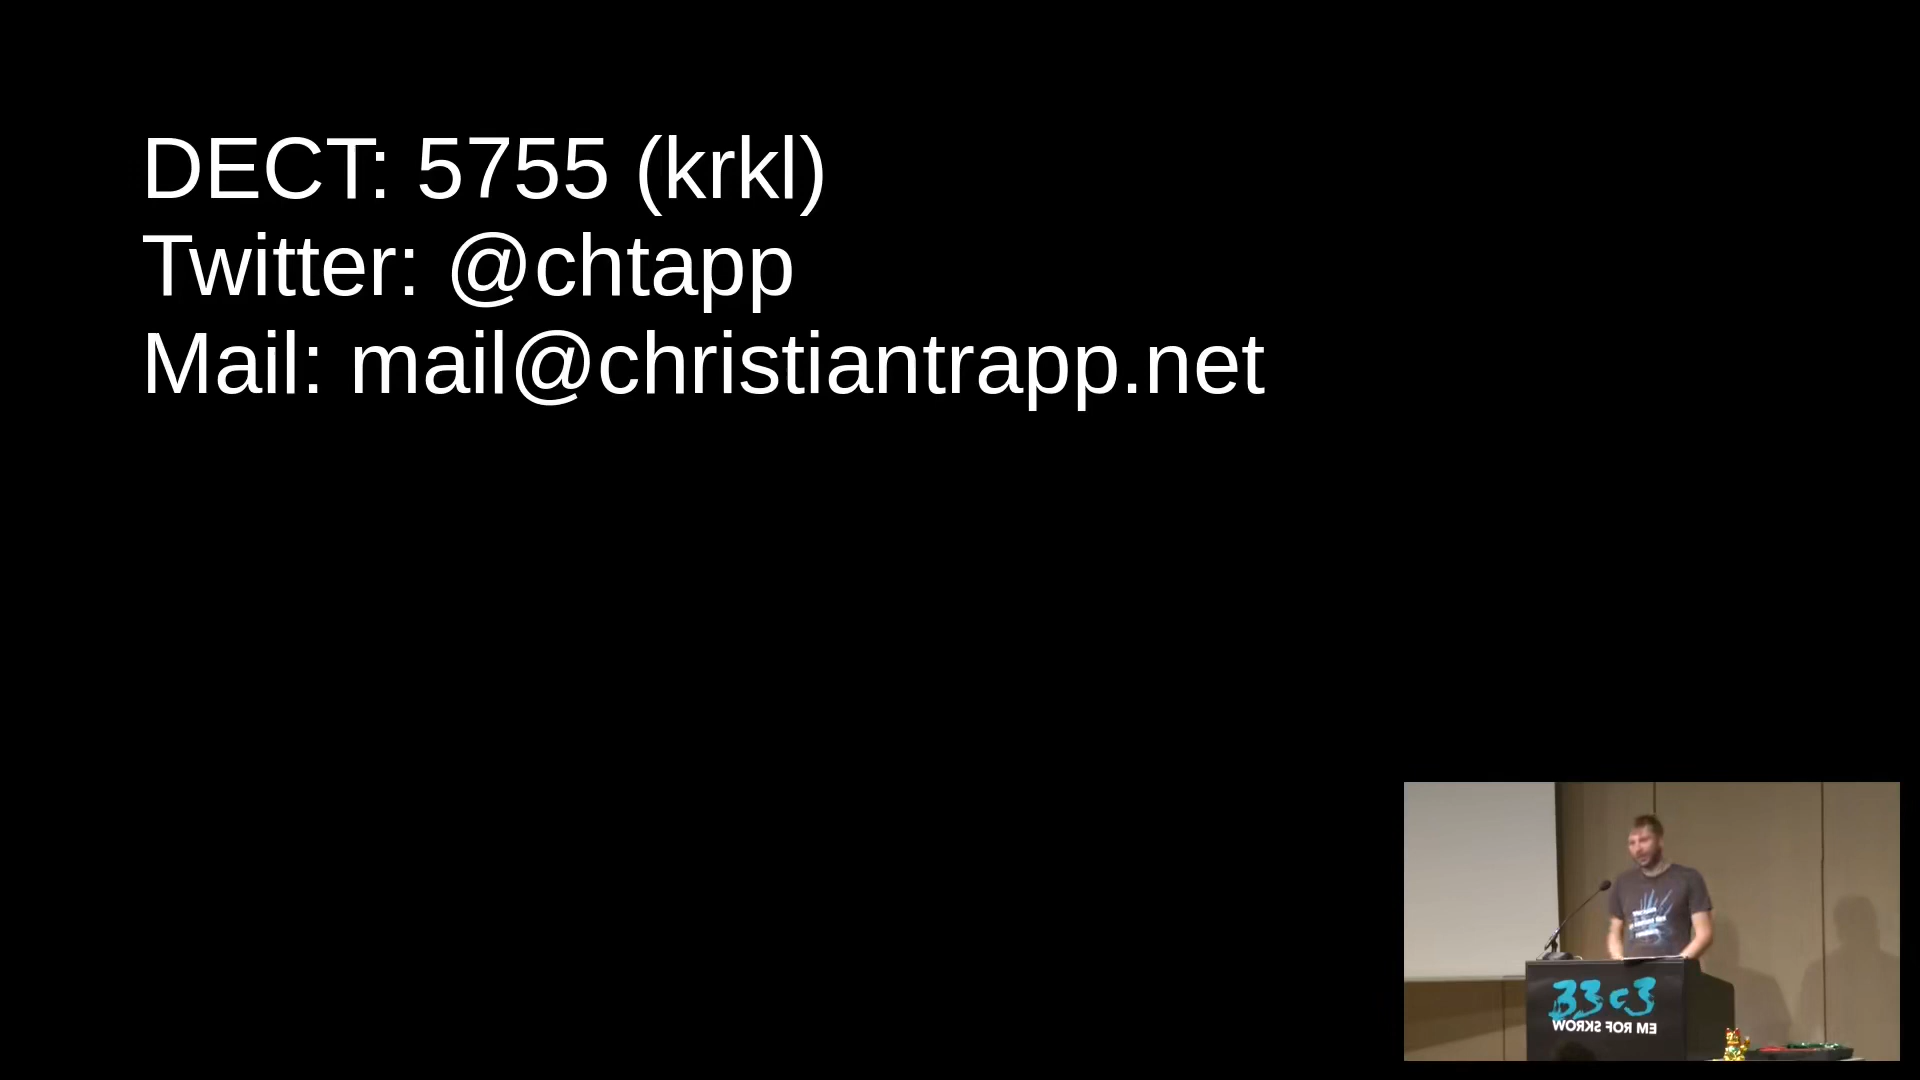 DECT: 5755 (krkl)
Twitter: @chtapp
Mail: mail@christiantrapp.net
33c3
WORKS FOR ME